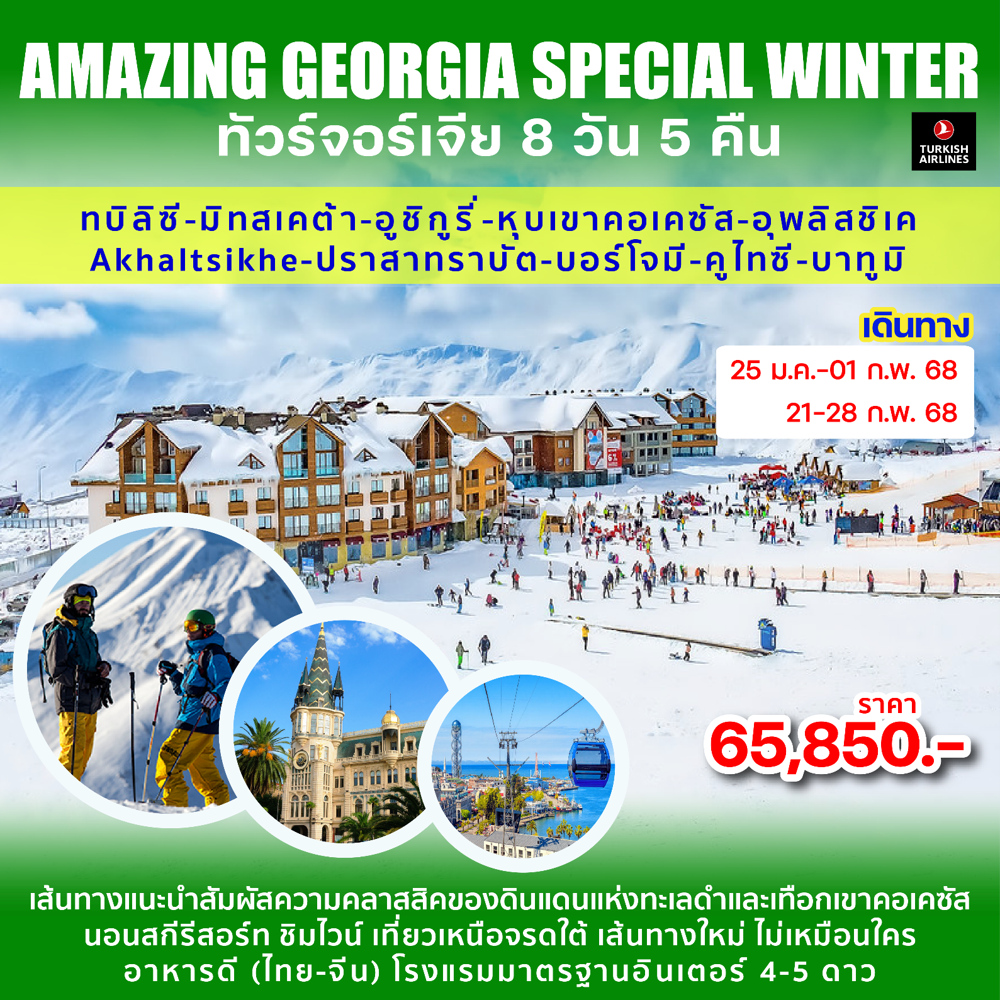 AMAZING GEORGIA SPECIAL WINTER
ทัวร์จอร์เจีย 8 วัน 5 คืน
TURKISH
AIRLINES
ทบิลิซี-มิทสเคต้า-อูชิกูรี่-หุบเขาคอเคซัส-อุพลิสชิเค
Akhaltsikhe-ปราสาทราบัต-บอร์โจมี-คูไทซี-บาทูมิ
เดินทาง
25 ม.ค.-01 ก.พ. 68
21-28 ก.พ. 68
ราคา
65,850.-
เส้นทางแนะนำสัมผัสความคลาสสิคของดินแดนแห่งทะเลดำและเทือกเขาคอเคซัส
นอนสกีรีสอร์ท ชิมไวน์ เที่ยวเหนือจรดใต้ เส้นทางใหม่ ไม่เหมือนใคร
อาหารดี (ไทย-จีน) โรงแรมมาตรฐานอินเตอร์ 4-5 ดาว